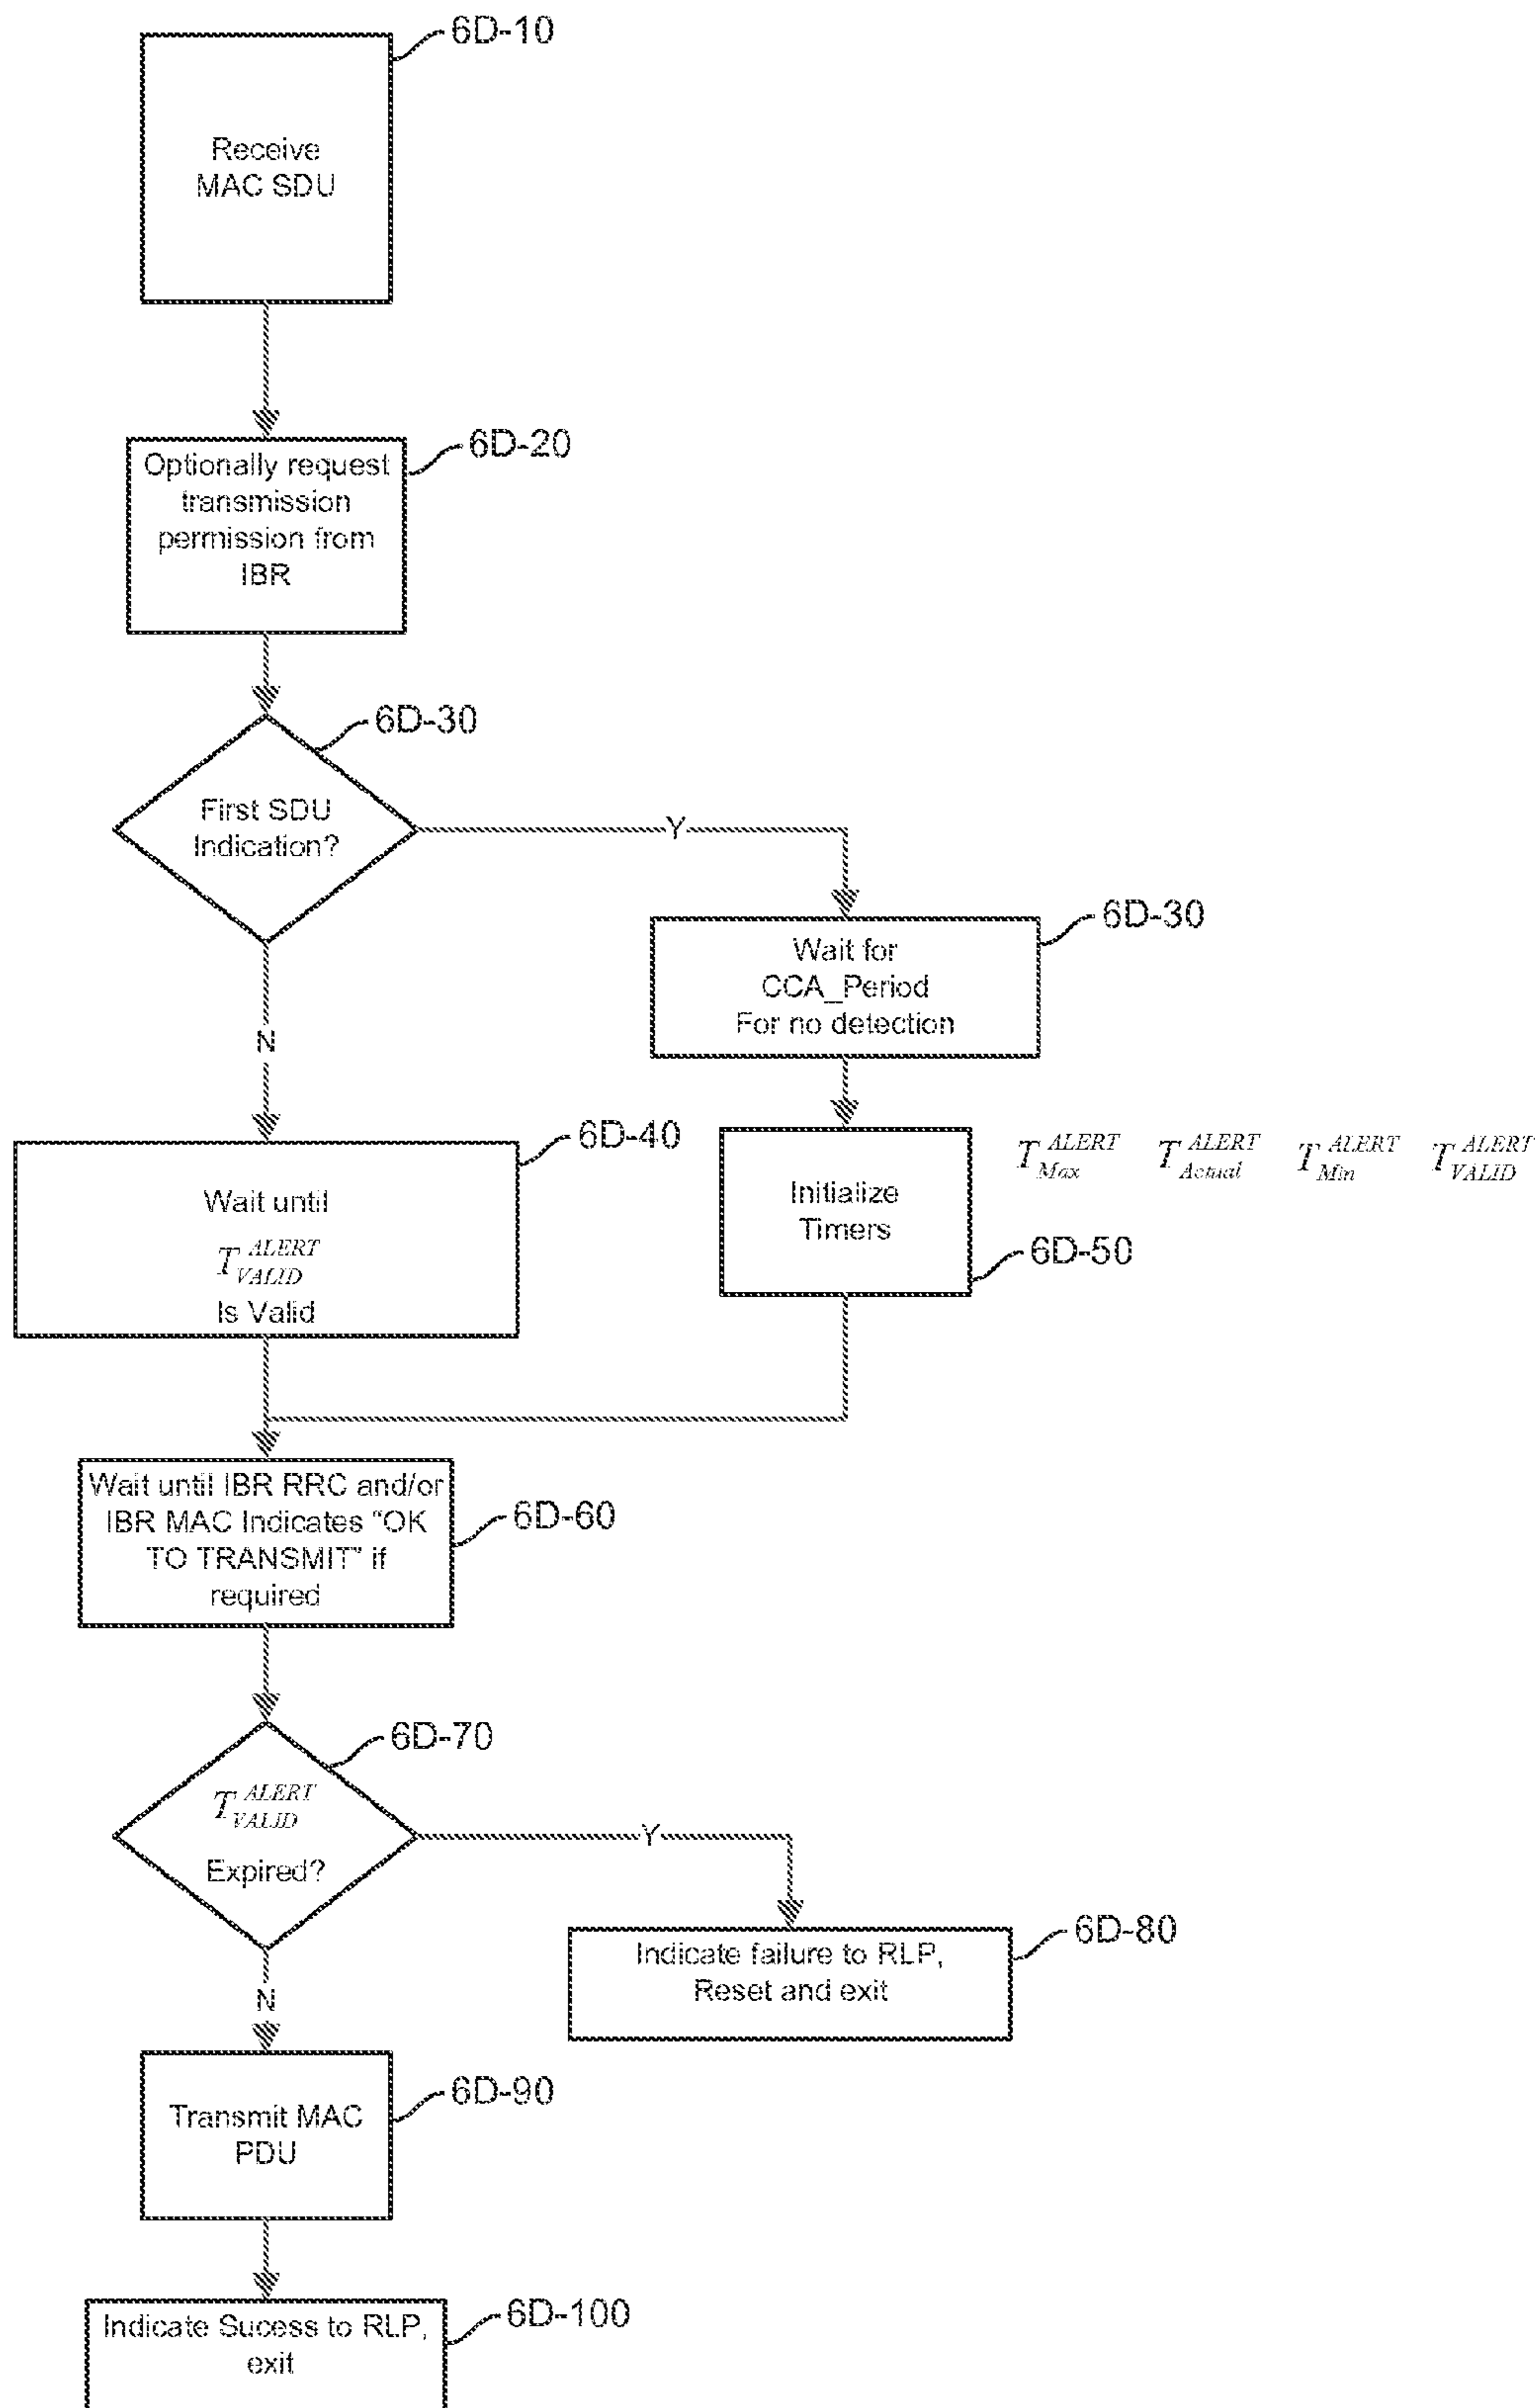 6D-10
Receive
MAC SDU
6D-20
Optionally request
transmission
permission from
IBR
6D-30
First SDU
Indication?
Y
6D-30
Wait for
CCA_Period
For no detection
N
6D-40
Wait until
T ALERT VALID
Is Valid
Initialize
Timers
T ALERT Max T ALERT Actual T ALERT Min T ALERT VALID
6D-50
Wait until IBR RRC and/or
IBR MAC Indicates "OK
TO TRANSMIT" if
required
6D-60
6D-70
T ALERT VALID
Expired?
Y
6D-80
Indicate failure to RLP,
Reset and exit
N
6D-90
Transmit MAC
PDU
6D-100
Indicate Sucess to RLP,
exit